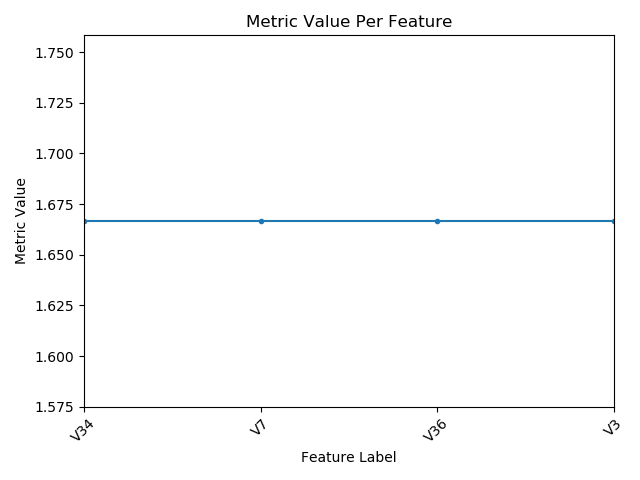 Metric Value Per Feature
1.750
1.725
1.700
1.675
1.650
1.625
1.600
1.575
Metric Value
V34
V7
V36
V3
Feature Label